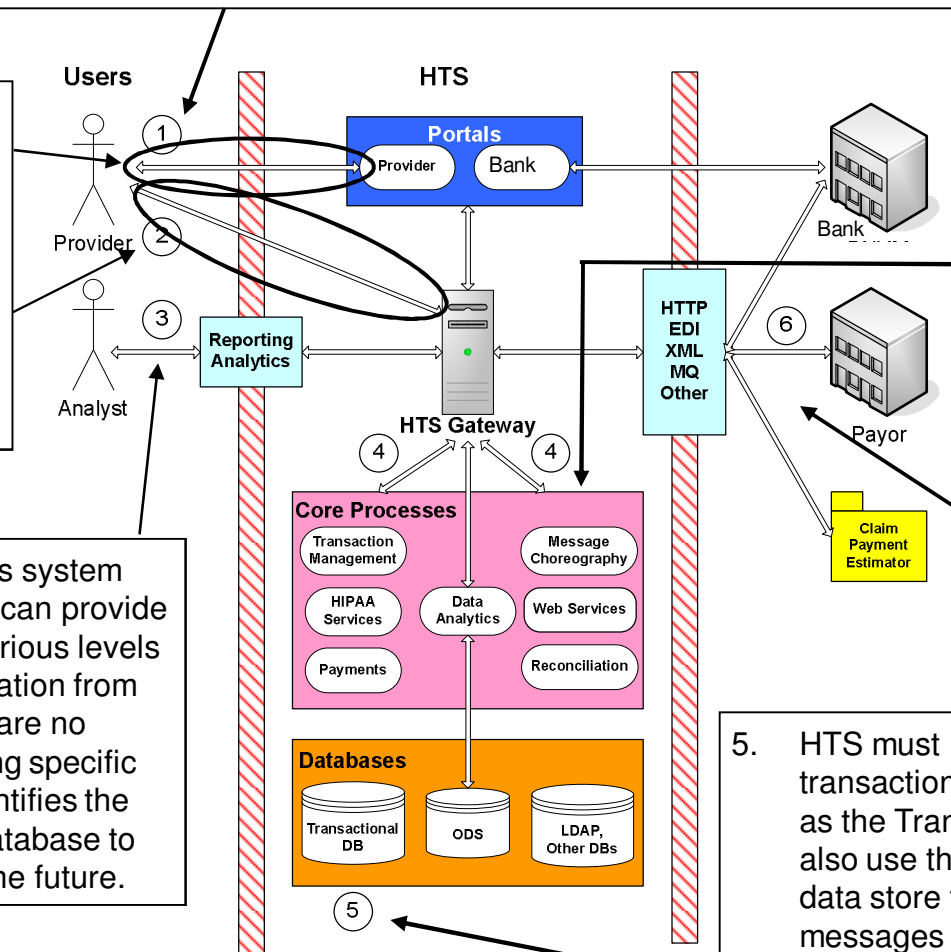 Users
HTS
1
Portals
Provider
Bank
Provider
2
Bank
3
Reporting
Analytics
HTTP
EDI
XML
MQ
Other
6
Analyst
HTS Gateway
Payor
4
4
Core Processes
Transaction
Management
Message
Choreography
HIPAA
Services
Data
Analytics
Web Services
Payments
Reconciliation
Claim
Payment
Estimator
s system
can provide
rious levels
ation from
are no
ng specific
ntifies the
atabase to
ne future.
Databases
Transactional
DB
ODS
LDAP,
Other DBs
5
5. HTS must
transaction
as the Tran
also use th
data store
messages